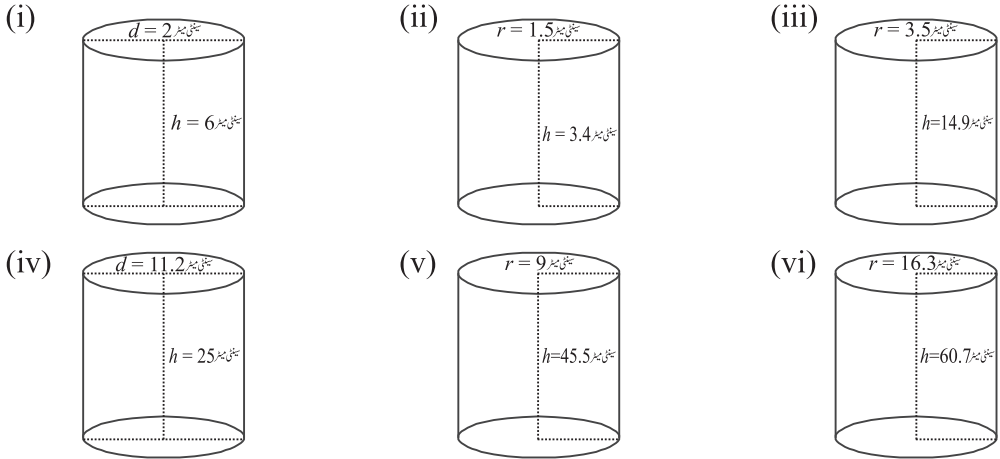 (i)
d = 2 سینٹی میٹر
h = 6 سینٹی میٹر
(ii)
r = 1.5 سینٹی میٹر
h = 3.4 سینٹی میٹر
(iii)
r = 3.5 سینٹی میٹر
h=14.9 سینٹی میٹر
(iv)
d = 11.2 سینٹی میٹر
h = 25 سینٹی میٹر
(v)
r = 9 سینٹی میٹر
h=45.5 سینٹی میٹر
(vi)
r = 16.3 سینٹی میٹر
h=60.7 سینٹی میٹر